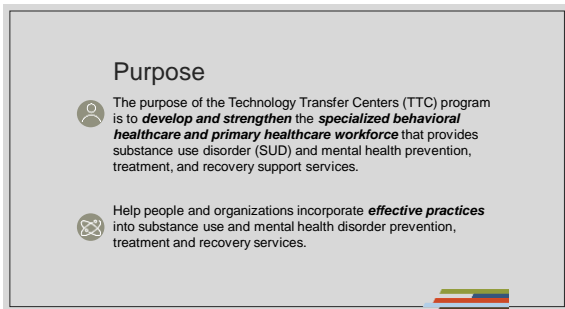 Purpose
The purpose of the Technology Transfer Centers (TTC) program
is to develop and strengthen the specialized behavioral
healthcare and primary healthcare workforce that provides
substance use disorder (SUD) and mental health prevention,
treatment, and recovery support services.
Help people and organizations incorporate effective practices
into substance use and mental health disorder prevention,
treatment and recovery services.